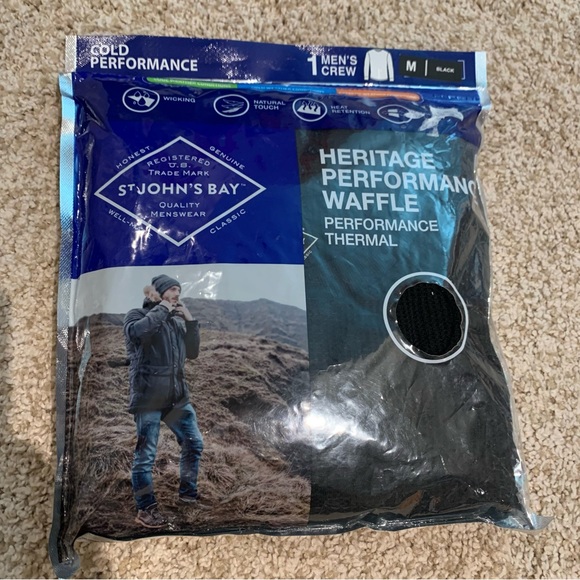 COLD
PERFORMANCE
1 MEN'S
CREW
M | BLACK
WICKING
NATURAL
TOUCH
HEAT
RETENTION
HONEST
GENUINE
REGISTERED
U.S.
TRADE MARK
ST JOHN'S BAY™
QUALITY
MENSWEAR
CLASSIC
HERITAGE
PERFORMANC
WAFFLE
PERFORMANCE
THERMAL